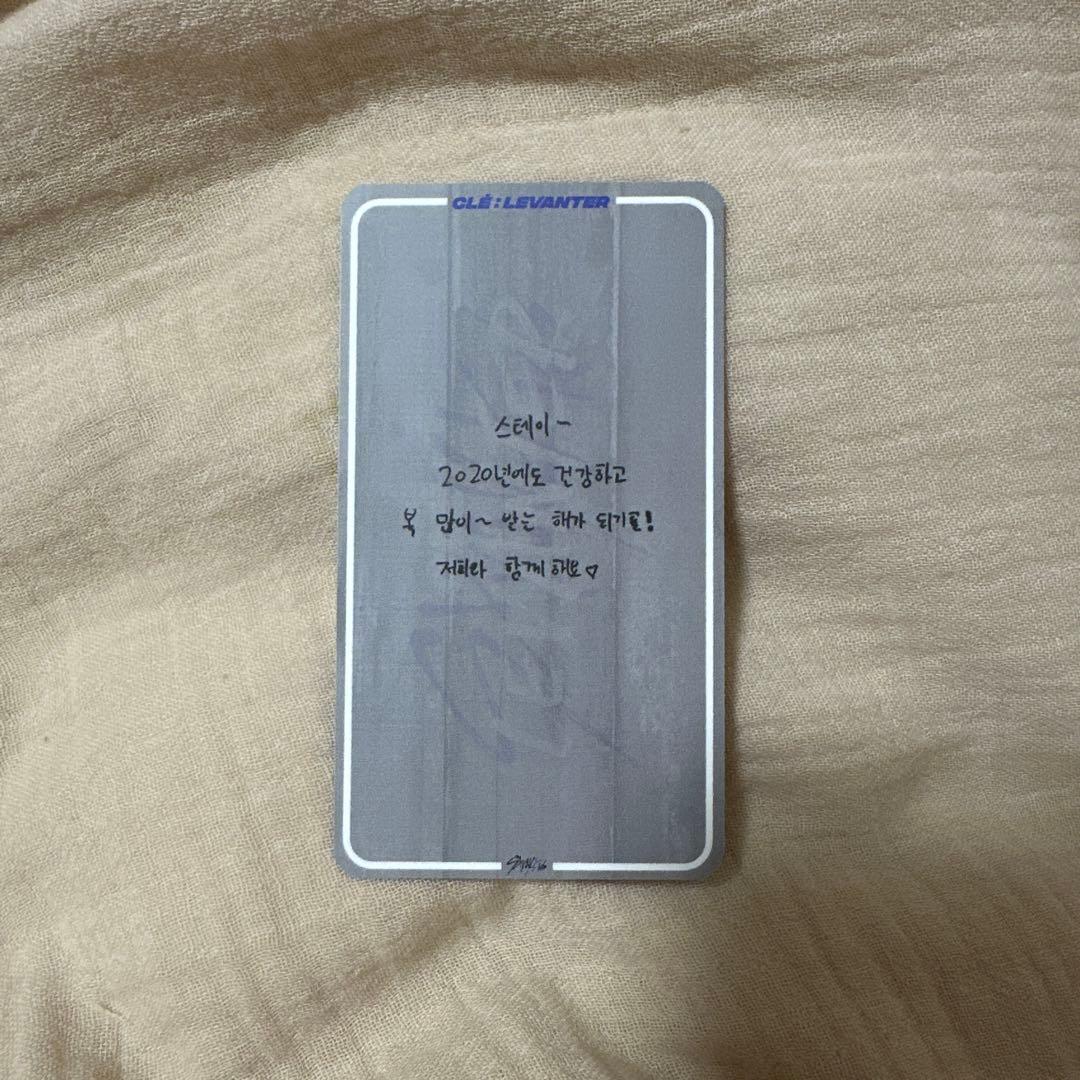 CLÉ : LEVANTER
스테이~
2020년에도 건강하고
복 많이~ 받는 해가 되기를!
저희와 함께해요♡